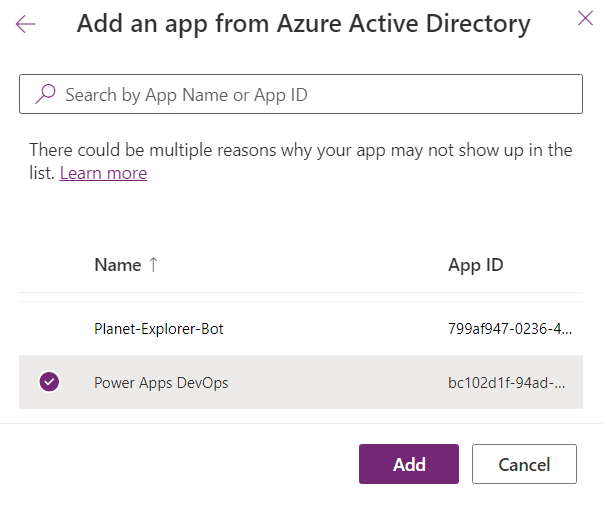 Add an app from Azure Active Directory
Search by App Name or App ID
There could be multiple reasons why your app may not show up in the
list. Learn more
Name ↑ App ID
Planet-Explorer-Bot 799af947-0236-4...
Power Apps DevOps bc102d1f-94ad-...
Add Cancel